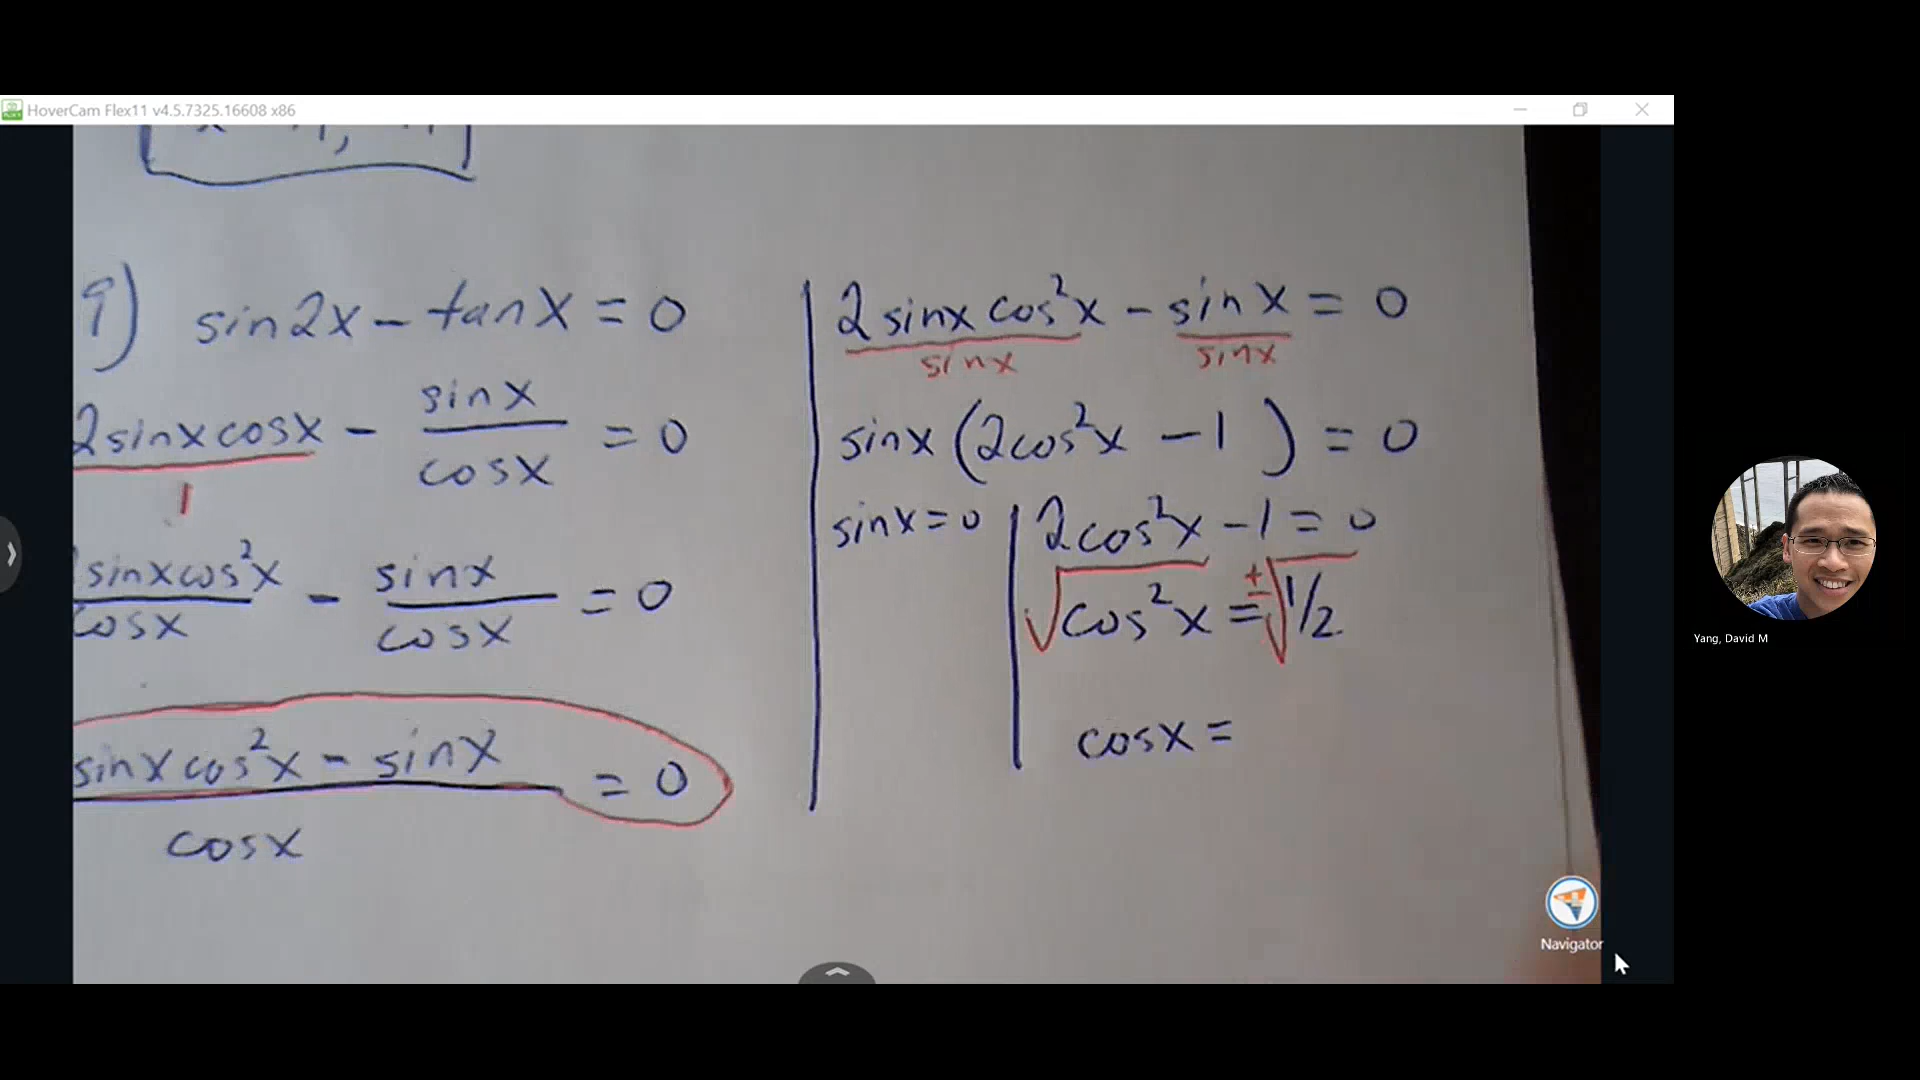 HoverCam Flex11 v4.5.7325.16608 x86
9) sin2x - tanx = 0
2sinxcosx/1 - sinx/cosx = 0
sinxcos²x/cosx - sinx/cosx = 0
sinxcos²x - sinx/cosx = 0
2sinxcos²x/sinx - sinx/sinx = 0
sinx(2cos²x - 1) = 0
sinx=0 | 2cos²x - 1 = 0
√cos²x = ±√1/2
cosx =
Navigator
Yang, David M